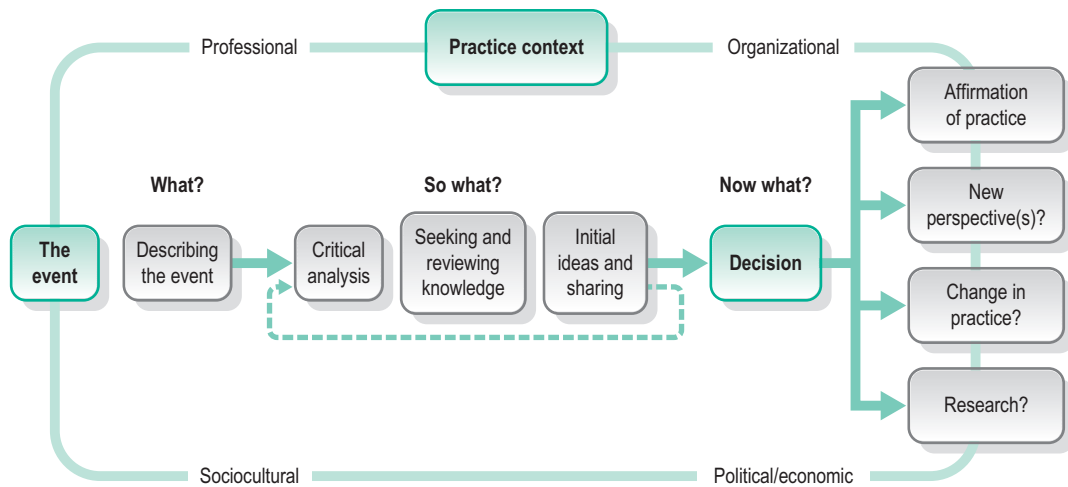 Professional
Practice context
Organizational
Affirmation
of practice
What?
So what?
Now what?
New
perspective(s)?
The
event
Describing
the event
Critical
analysis
Seeking and
reviewing
knowledge
Initial
ideas and
sharing
Decision
Change in
practice?
Research?
Sociocultural
Political/economic